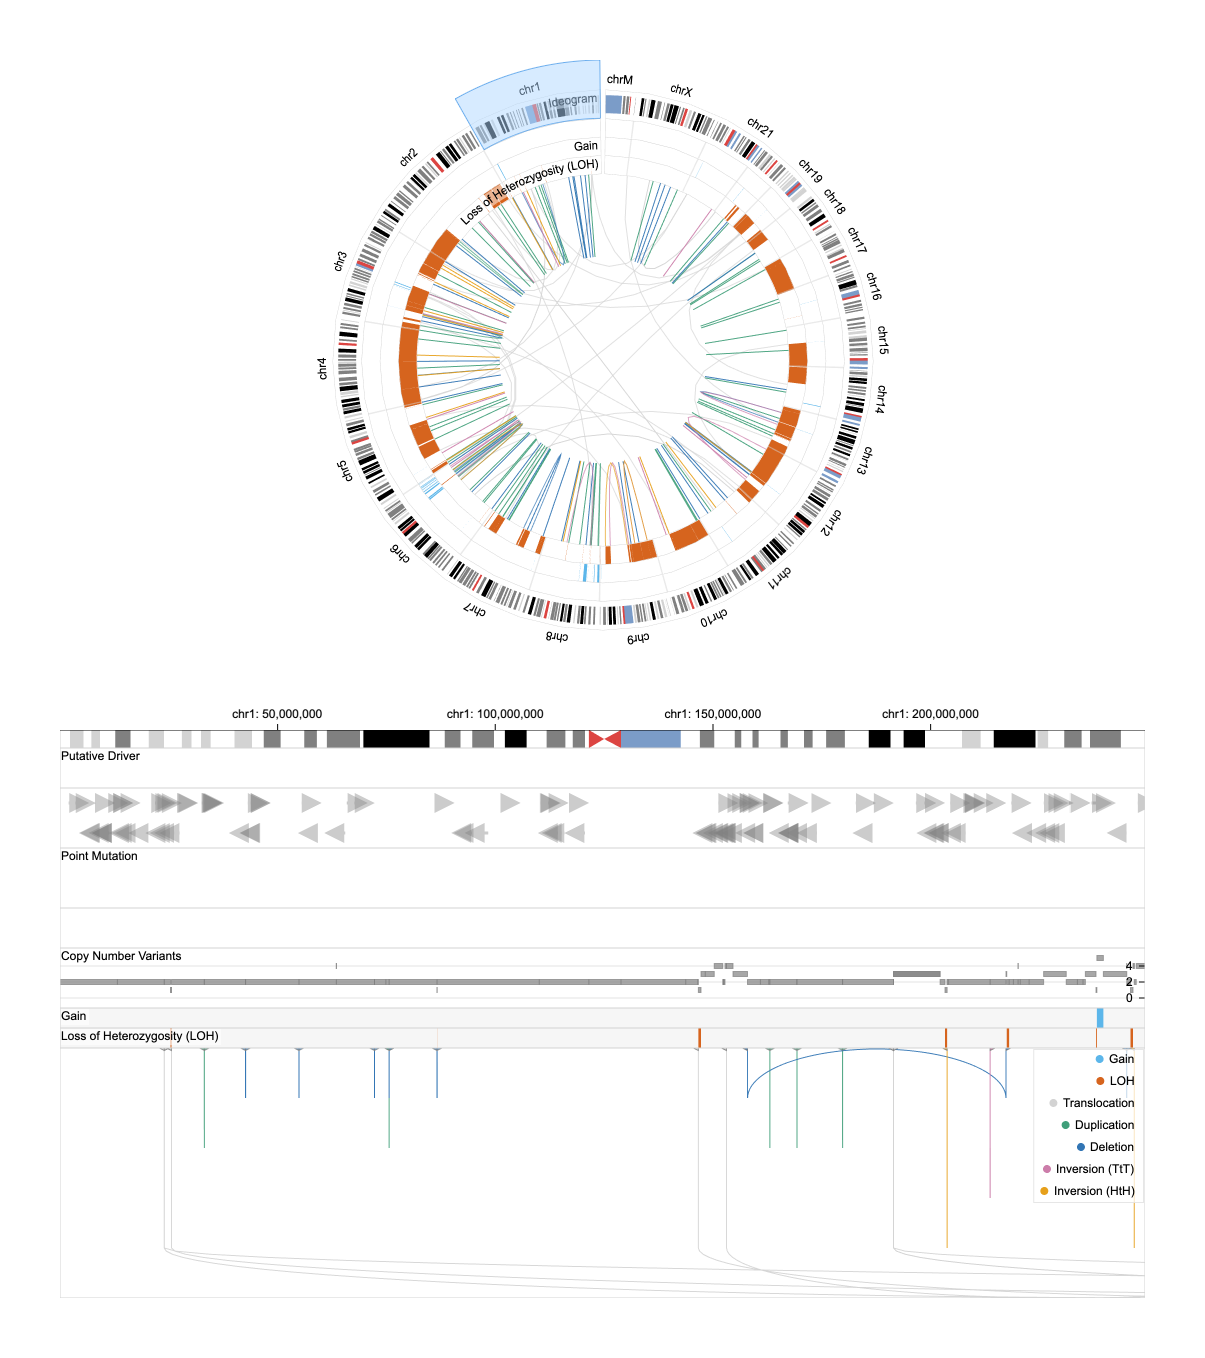 chrM
chrX
chr21
chr19
chr18
chr17
chr16
chr15
chr14
chr13
chr12
chr11
chr10
chr9
chr8
chr7
chr6
chr5
chr4
chr3
chr2
chr1
Ideogram
Gain
Loss of Heterozygosity (LOH)
chr1: 50,000,000
chr1: 100,000,000
chr1: 150,000,000
chr1: 200,000,000
Putative Driver
Point Mutation
Copy Number Variants
4
2
0
Gain
Loss of Heterozygosity (LOH)
Gain
LOH
Translocation
Duplication
Deletion
Inversion (TtT)
Inversion (HtH)